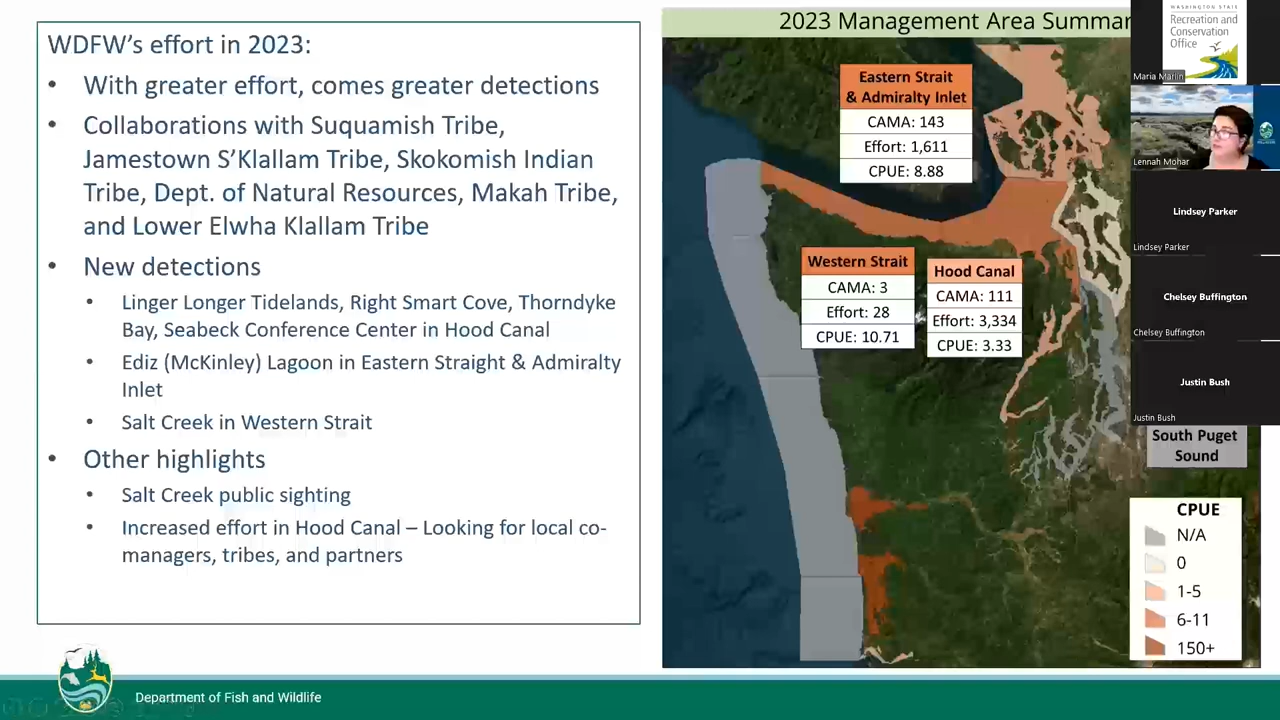 WDFW's effort in 2023:
• With greater effort, comes greater detections
• Collaborations with Suquamish Tribe,
Jamestown S'Klallam Tribe, Skokomish Indian
Tribe, Dept. of Natural Resources, Makah Tribe,
and Lower Elwha Klallam Tribe
• New detections
• Linger Longer Tidelands, Right Smart Cove, Thorndyke
Bay, Seabeck Conference Center in Hood Canal
• Ediz (McKinley) Lagoon in Eastern Straight & Admiralty
Inlet
• Salt Creek in Western Strait
• Other highlights
• Salt Creek public sighting
• Increased effort in Hood Canal – Looking for local co-
managers, tribes, and partners
Department of Fish and Wildlife
2023 Management Area Summar
Eastern Strait
& Admiralty Inlet
CAMA: 143
Effort: 1,611
CPUE: 8.88
Western Strait
CAMA: 3
Effort: 28
CPUE: 10.71
Hood Canal
CAMA: 111
Effort: 3,334
CPUE: 3.33
South Puget
Sound
CPUE
N/A
0
1-5
6-11
150+
WASHINGTON STATE
Recreation and
Conservation
Office
Maria Marlin
Lennah Mohar
Lindsey Parker
Lindsey Parker
Chelsey Buffington
Chelsey Buffington
Justin Bush
Justin Bush